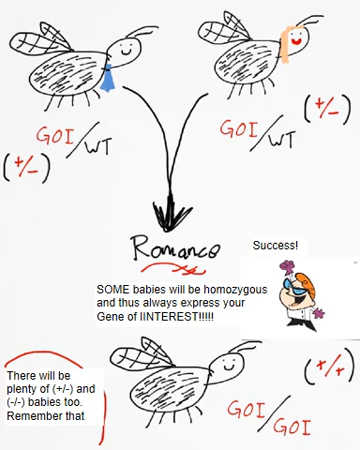 GOI/WT
(+/-)
GOI/WT
(+/-)
Romance
Success!
SOME babies will be homozygous
and thus always express your
Gene of IINTEREST!!!!!
There will be
plenty of (+/-) and
(-/-) babies too.
Remember that
(+/+)
GOI/GOI